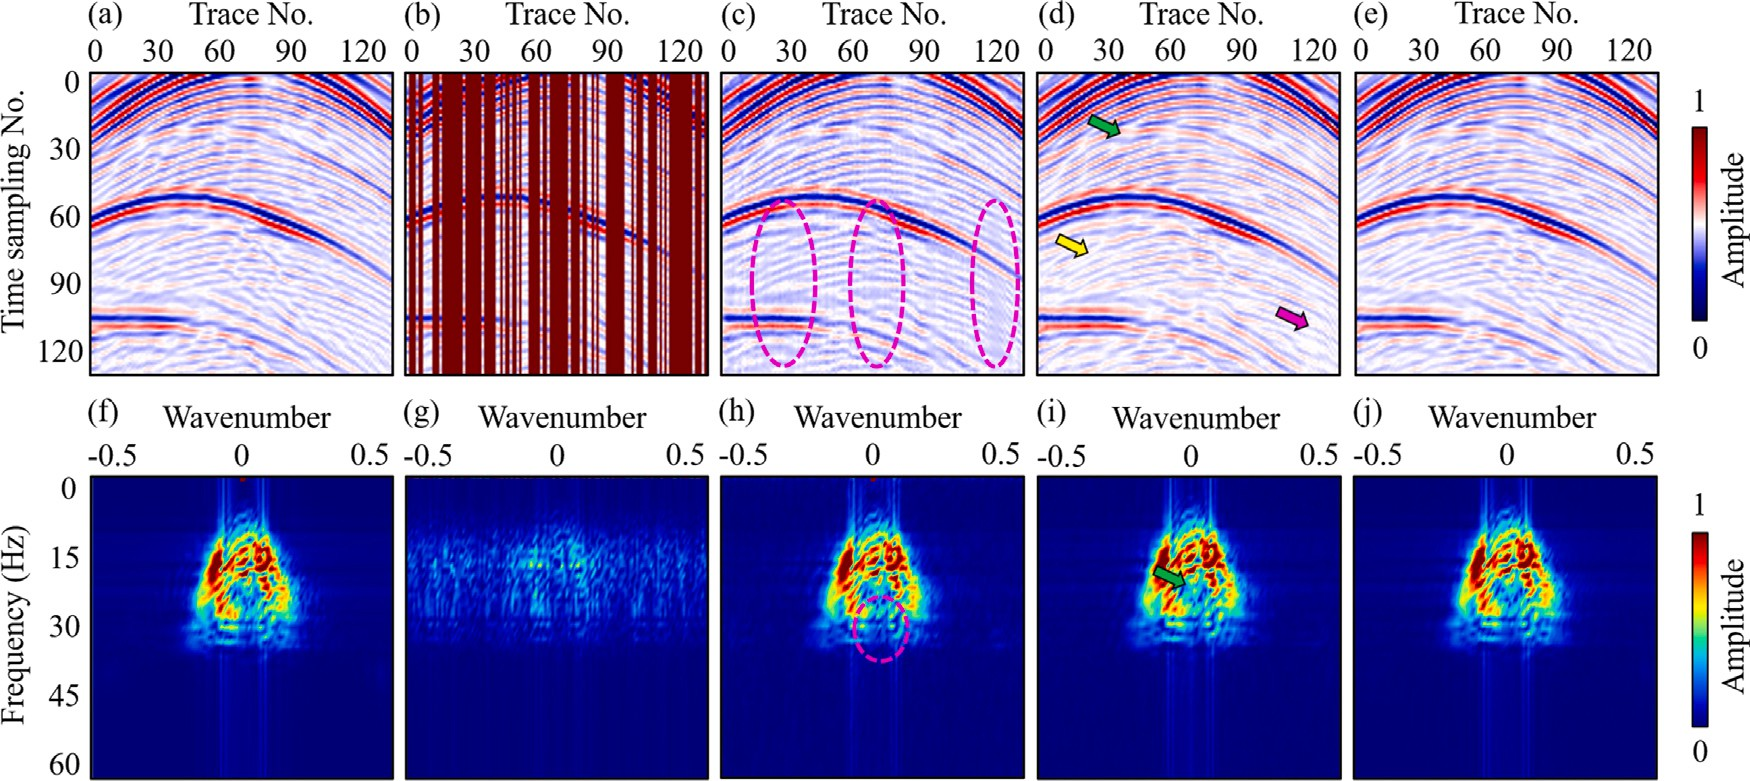 (a) Trace No. (b) Trace No. (c) Trace No. (d) Trace No. (e) Trace No.
0 30 60 90 120 0 30 60 90 120 0 30 60 90 120 0 30 60 90 120 0 30 60 90 120
Time sampling No.
0
30
60
90
120
1
Amplitude
0
(f) Wavenumber (g) Wavenumber (h) Wavenumber (i) Wavenumber (j) Wavenumber
-0.5 0 0.5 -0.5 0 0.5 -0.5 0 0.5 -0.5 0 0.5 -0.5 0 0.5
Frequency (Hz)
0
15
30
45
60
1
Amplitude
0